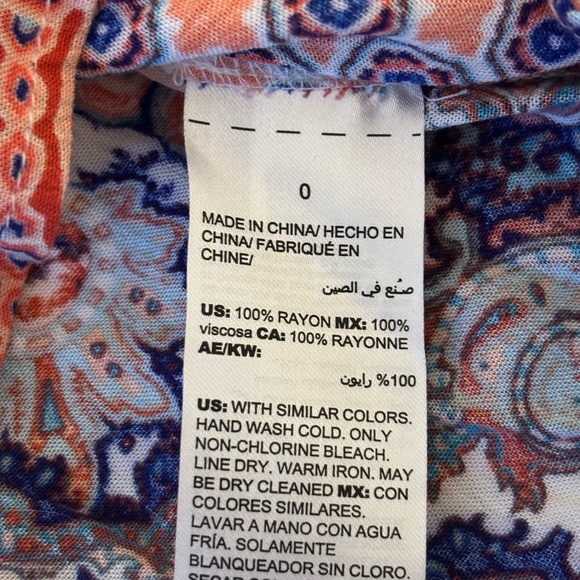 0
MADE IN CHINA/ HECHO EN
CHINA/ FABRIQUÉ EN
CHINE/
صُنع في الصين
US: 100% RAYON MX: 100%
viscosa CA: 100% RAYONNE
AE/KW:
100% رايون
US: WITH SIMILAR COLORS.
HAND WASH COLD. ONLY
NON-CHLORINE BLEACH.
LINE DRY. WARM IRON. MAY
BE DRY CLEANED MX: CON
COLORES SIMILARES.
LAVAR A MANO CON AGUA
FRÍA. SOLAMENTE
BLANQUEADOR SIN CLORO.